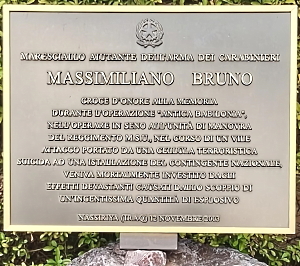 MARESCIALLO AIUTANTE DELL'ARMA DEI CARABINIERI
MASSIMILIANO BRUNO
CROCE D'ONORE ALLA MEMORIA
DURANTE L'OPERAZIONE "ANTICA BABILONIA",
NELL'OPERARE IN SENO ALL'UNITÀ DI MANOVRA
DEL REGGIMENTO M.S.U., NEL CORSO DI UN VILE
ATTACCO PORTATO DA UNA CELLULA TERRORISTICA
SUICIDA AD UNA ISTALLAZIONE DEL CONTINGENTE NAZIONALE,
VENIVA MORTALMENTE INVESTITO DAGLI
EFFETTI DEVASTANTI CAUSATI DALLO SCOPPIO DI
UN'INGENTISSIMA QUANTITÀ DI ESPLOSIVO
NASSIRIYA (IRAQ) 12 NOVEMBRE 2003